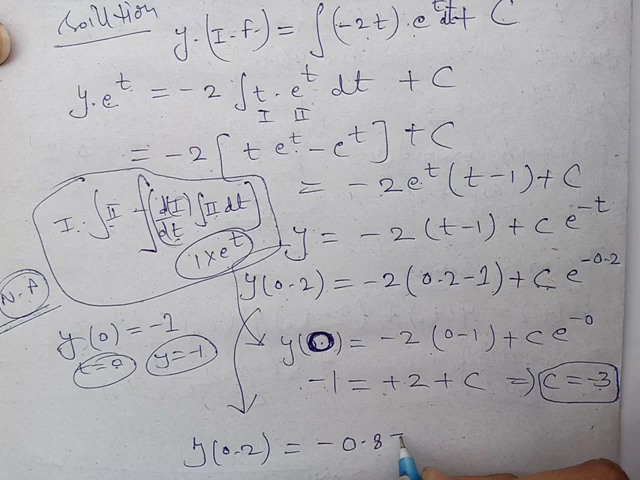 Solution
y.(I.f.) = ∫(-2t).e^t dt + C
y.e^t = -2 ∫t.e^t dt + C
I II
= -2[t e^t - e^t] + C
= -2e^t(t-1) + C
I.∫II - ∫(dI/dt)∫II dt
1×e^t
y = -2(t-1) + C e^-t
N.A
y(0.2) = -2(0.2-1) + C e^-0.2
y(0) = -1
t=0 y=-1
y(0) = -2(0-1) + C e^-0
-1 = +2 + C => C = -3
y(0.2) = -0.8